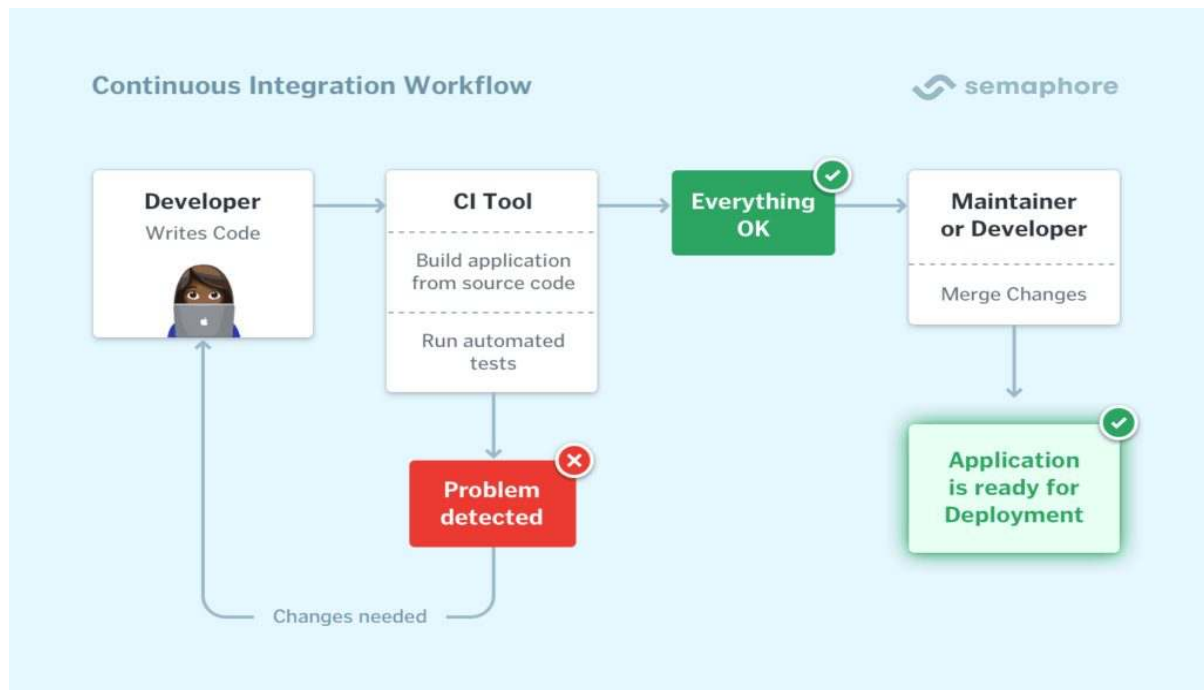 Continuous Integration Workflow
semaphore
Developer
Writes Code
CI Tool
Build application
from source code
Run automated
tests
Everything
OK
Maintainer
or Developer
Merge Changes
Problem
detected
Application
is ready for
Deployment
Changes needed